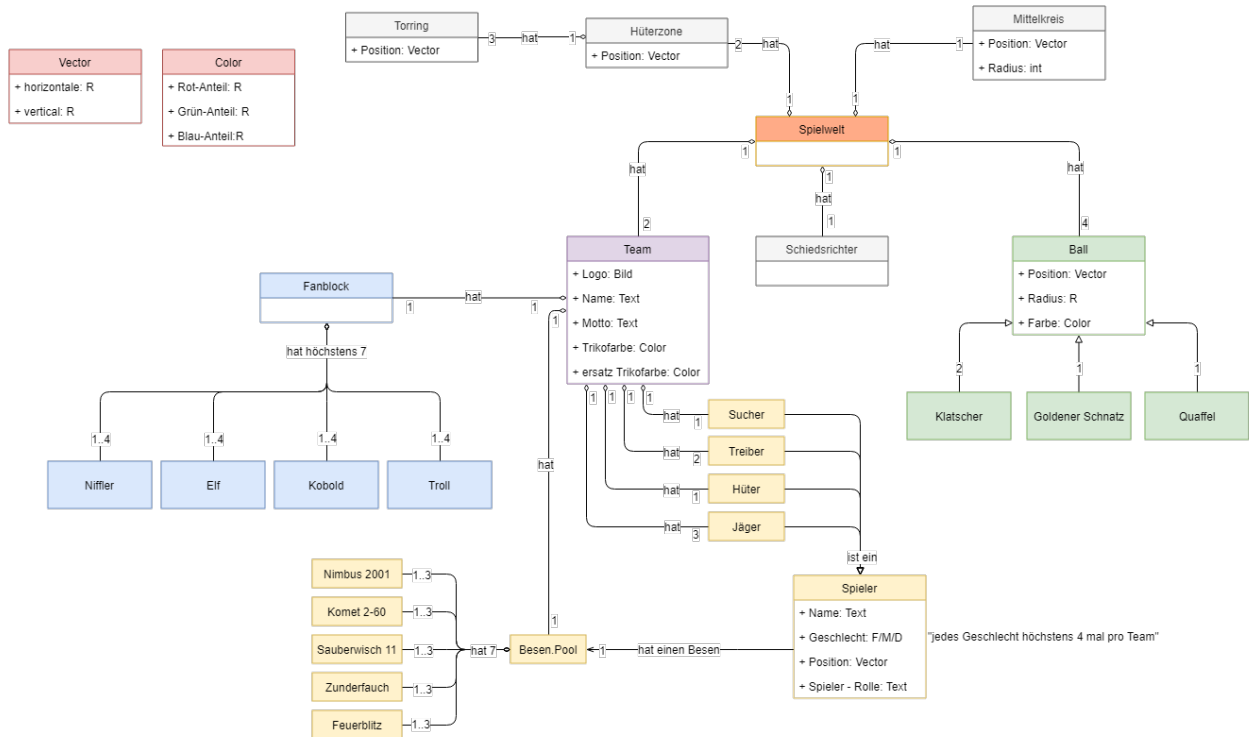 Torring
+ Position: Vector
3
hat
1
Hüterzone
+ Position: Vector
2
hat
1
Mittelkreis
+ Position: Vector
+ Radius: int
1
hat
1
Vector
+ horizontale: R
+ vertical: R
Color
+ Rot-Anteil: R
+ Grün-Anteil: R
+ Blau-Anteil:R
Spielwelt
1
hat
2
1
hat
1
1
hat
4
Schiedsrichter
Team
+ Logo: Bild
+ Name: Text
+ Motto: Text
+ Trikofarbe: Color
+ ersatz Trikofarbe: Color
Ball
+ Position: Vector
+ Radius: R
+ Farbe: Color
2
1
1
Klatscher
Goldener Schnatz
Quaffel
Fanblock
1
hat
1
hat höchstens 7
1..4
1..4
1..4
1..4
Niffler
Elf
Kobold
Troll
1
hat
1
1
1
1
1
hat
1
Sucher
hat
2
Treiber
hat
1
Hüter
hat
3
Jäger
ist ein
Spieler
+ Name: Text
+ Geschlecht: F/M/D
+ Position: Vector
+ Spieler - Rolle: Text
"jedes Geschlecht höchstens 4 mal pro Team"
hat einen Besen
1
Besen.Pool
hat 7
Nimbus 2001
1..3
Komet 2-60
1..3
Sauberwisch 11
1..3
Zunderfauch
1..3
Feuerblitz
1..3